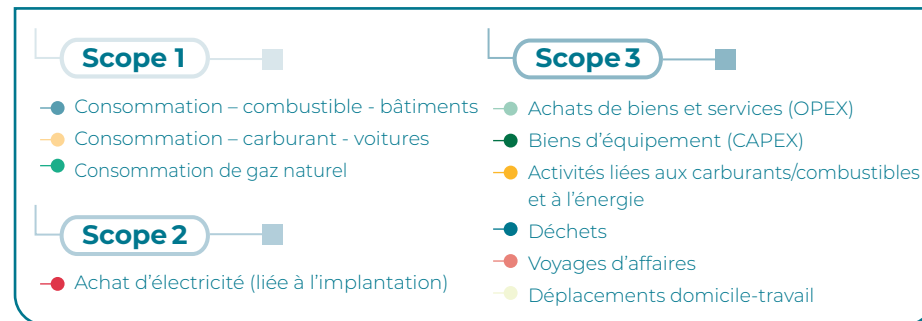 Scope 1
Consommation – combustible - bâtiments
Consommation – carburant - voitures
Consommation de gaz naturel
Scope 2
Achat d’électricité (liée à l’implantation)
Scope 3
Achats de biens et services (OPEX)
Biens d’équipement (CAPEX)
Activités liées aux carburants/combustibles
et à l’énergie
Déchets
Voyages d’affaires
Déplacements domicile-travail